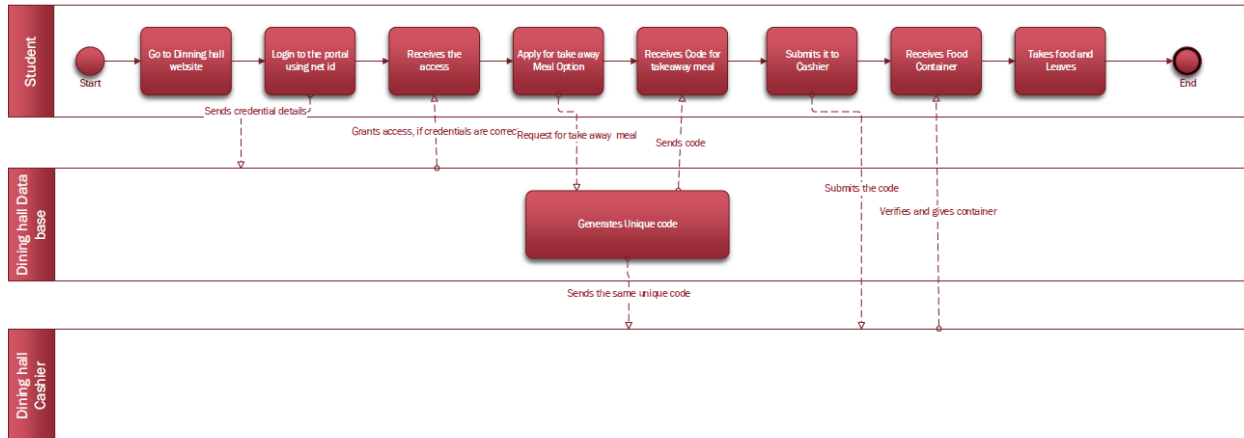 Student
Start
Go to Dinning hall
website
Login to the portal
using net id
Receives the
access
Apply for take away
Meal Option
Receives Code for
takeaway meal
Submits it to
Cashier
Receives Food
Container
Takes food and
Leaves
End
Sends credential details
Grants access, if credentials are correc
Request for take away meal
Sends code
Submits the code
Verifies and gives container
Dining hall Data
base
Generates Unique code
Sends the same unique code
Dining hall
Cashier